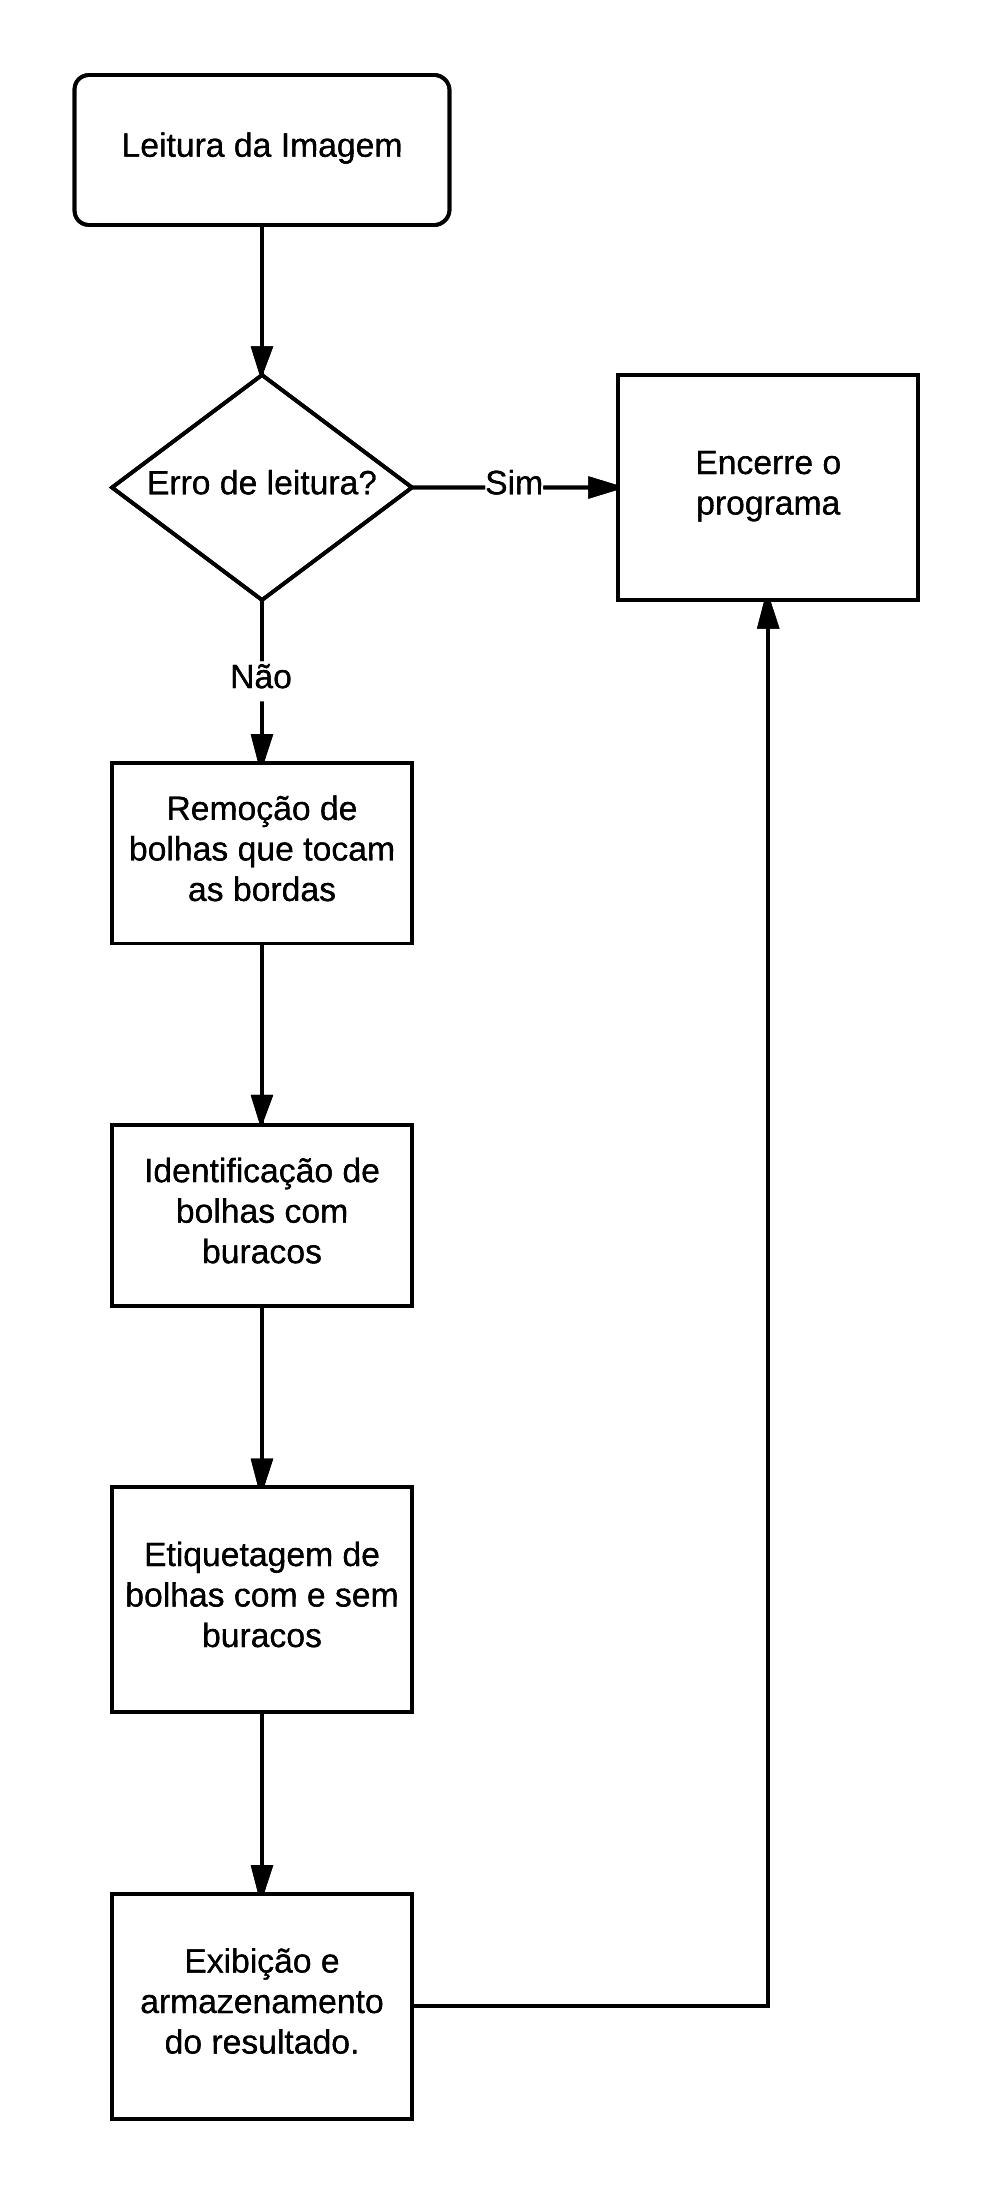 Leitura da Imagem
Erro de leitura?
Sim
Encerre o
programa
Não
Remoção de
bolhas que tocam
as bordas
Identificação de
bolhas com
buracos
Etiquetagem de
bolhas com e sem
buracos
Exibição e
armazenamento
do resultado.